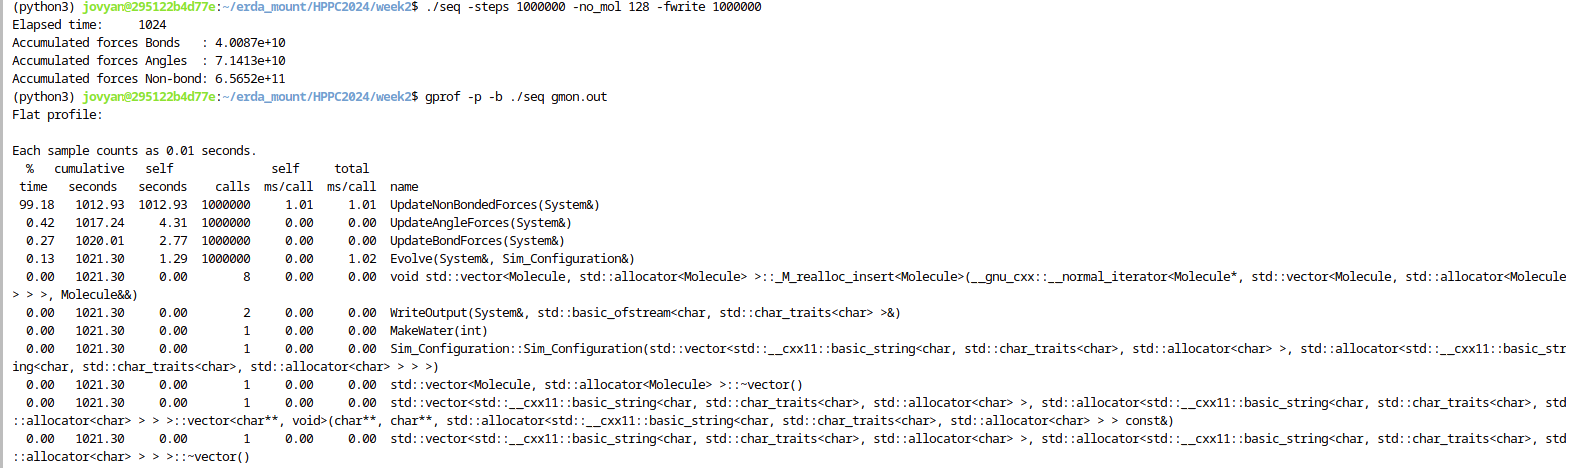 (python3) jovyan@295122b4d77e:~/erda_mount/HPPC2024/week2$ ./seq -steps 1000000 -no_mol 128 -fwrite 1000000
Elapsed time:     1024
Accumulated forces Bonds   : 4.0087e+10
Accumulated forces Angles  : 7.1413e+10
Accumulated forces Non-bond: 6.5652e+11
(python3) jovyan@295122b4d77e:~/erda_mount/HPPC2024/week2$ gprof -p -b ./seq gmon.out
Flat profile:

Each sample counts as 0.01 seconds.
  %   cumulative   self              self     total
 time   seconds   seconds    calls  ms/call  ms/call  name
 99.18   1012.93  1012.93  1000000     1.01     1.01  UpdateNonBondedForces(System&)
  0.42   1017.24     4.31  1000000     0.00     0.00  UpdateAngleForces(System&)
  0.27   1020.01     2.77  1000000     0.00     0.00  UpdateBondForces(System&)
  0.13   1021.30     1.29  1000000     0.00     1.02  Evolve(System&, Sim_Configuration&)
  0.00   1021.30     0.00        8     0.00     0.00  void std::vector<Molecule, std::allocator<Molecule> >::_M_realloc_insert<Molecule>(__gnu_cxx::__normal_iterator<Molecule*, std::vector<Molecule, std::allocator<Molecule
> > >, Molecule&&)
  0.00   1021.30     0.00        2     0.00     0.00  WriteOutput(System&, std::basic_ofstream<char, std::char_traits<char> >&)
  0.00   1021.30     0.00        1     0.00     0.00  MakeWater(int)
  0.00   1021.30     0.00        1     0.00     0.00  Sim_Configuration::Sim_Configuration(std::vector<std::__cxx11::basic_string<char, std::char_traits<char>, std::allocator<char> >, std::allocator<std::__cxx11::basic_str
ing<char, std::char_traits<char>, std::allocator<char> > > >)
  0.00   1021.30     0.00        1     0.00     0.00  std::vector<Molecule, std::allocator<Molecule> >::~vector()
  0.00   1021.30     0.00        1     0.00     0.00  std::vector<std::__cxx11::basic_string<char, std::char_traits<char>, std::allocator<char> >, std::allocator<std::__cxx11::basic_string<char, std::char_traits<char>, std
::allocator<char> > > >::vector<char**, void>(char**, char**, std::allocator<std::__cxx11::basic_string<char, std::char_traits<char>, std::allocator<char> > > const&)
  0.00   1021.30     0.00        1     0.00     0.00  std::vector<std::__cxx11::basic_string<char, std::char_traits<char>, std::allocator<char> >, std::allocator<std::__cxx11::basic_string<char, std::char_traits<char>, std
::allocator<char> > > >::~vector()